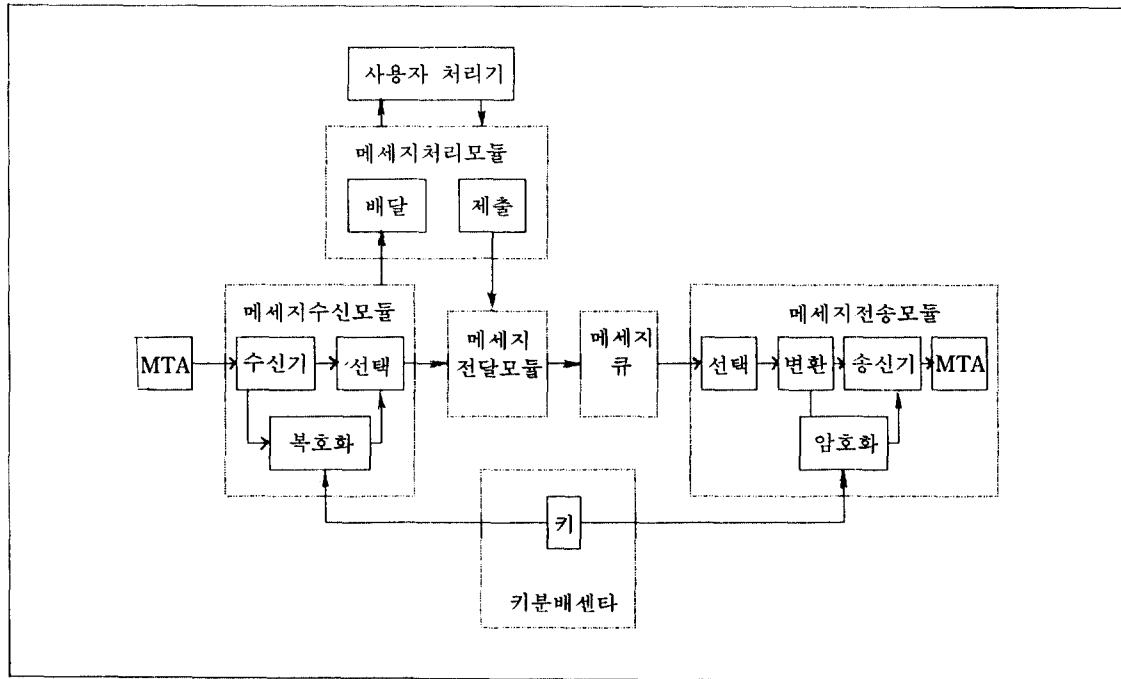 사용자 처리기
메세지처리모듈
배달
제출
메세지수신모듈
메세지전송모듈
MTA
수신기
선택
메세지
전달모듈
메세지
큐
선택
변환
송신기
MTA
복호화
암호화
키
키분배센타